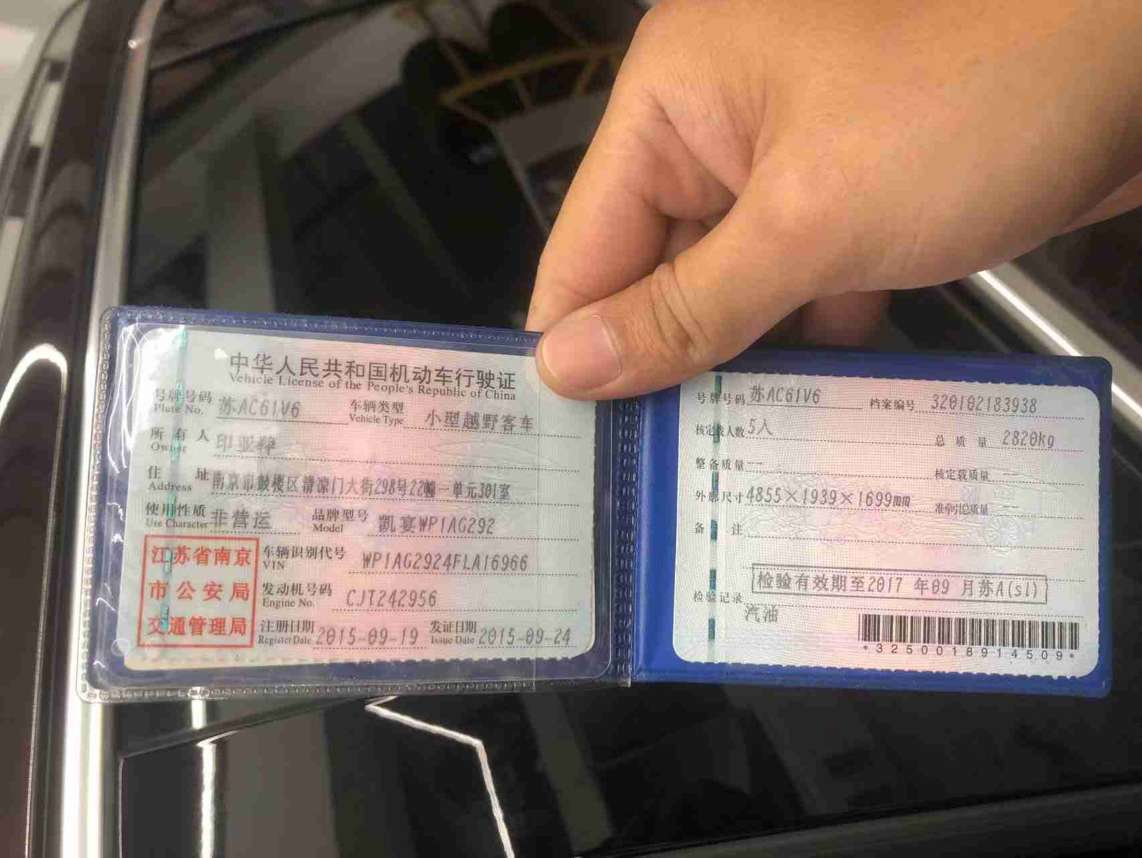 中华人民共和国机动车行驶证
Vehicle License of the People's Republic of China
号牌号码 苏AC61V6 车辆类型 小型越野客车
Plate No. Vehicle Type
所有人 印亚
Owner
住址 南京市鼓楼区清凉门大街298号22幢一单元301室
Address
使用性质 非营运 品牌型号 凯宴WP1AG292
Use Character Model
江苏省南京
市公安局
交通管理局
车辆识别代号 WP1AG2924FLA16966
VIN
发动机号码 CJT242956
Engine No.
注册日期 2015-09-19 发证日期 2015-09-24
Register Date Issue Date
号牌号码 苏AC61V6 档案编号 320102183938
核定载人数 5人 总质量 2820kg
整备质量 -- 核定载质量 --
外廓尺寸 4855×1939×1699mm 准牵引总质量 --
备注
检验有效期至2017年09月苏A(s1)
检验记录
汽油
*3250018914509*